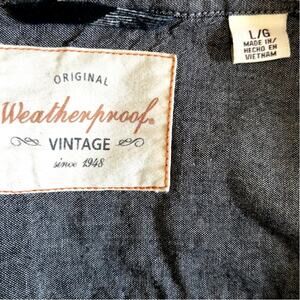 ORIGINAL
Weatherproof®
VINTAGE
since 1948
L/G
MADE IN/
HECHO EN
VIETNAM